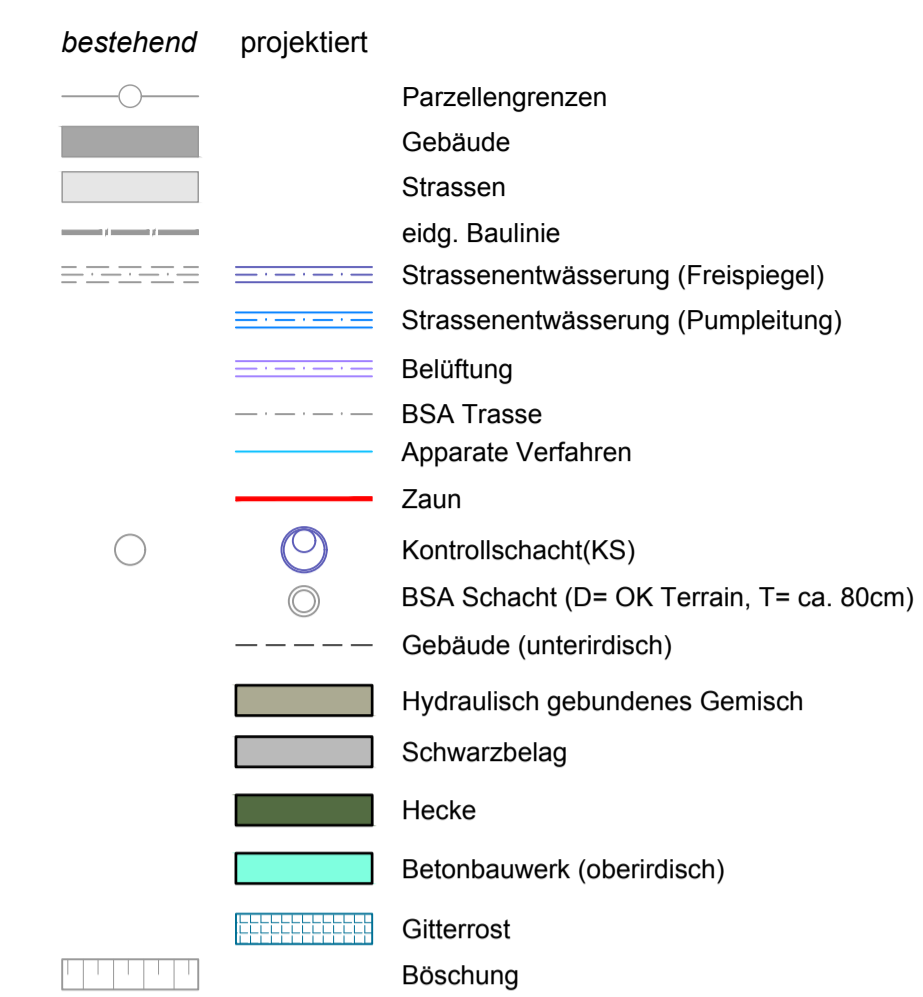 bestehend projektiert
Parzellengrenzen
Gebäude
Strassen
eidg. Baulinie
Strassenentwässerung (Freispiegel)
Strassenentwässerung (Pumpleitung)
Belüftung
BSA Trasse
Apparate Verfahren
Zaun
Kontrollschacht(KS)
BSA Schacht (D= OK Terrain, T= ca. 80cm)
Gebäude (unterirdisch)
Hydraulisch gebundenes Gemisch
Schwarzbelag
Hecke
Betonbauwerk (oberirdisch)
Gitterrost
Böschung